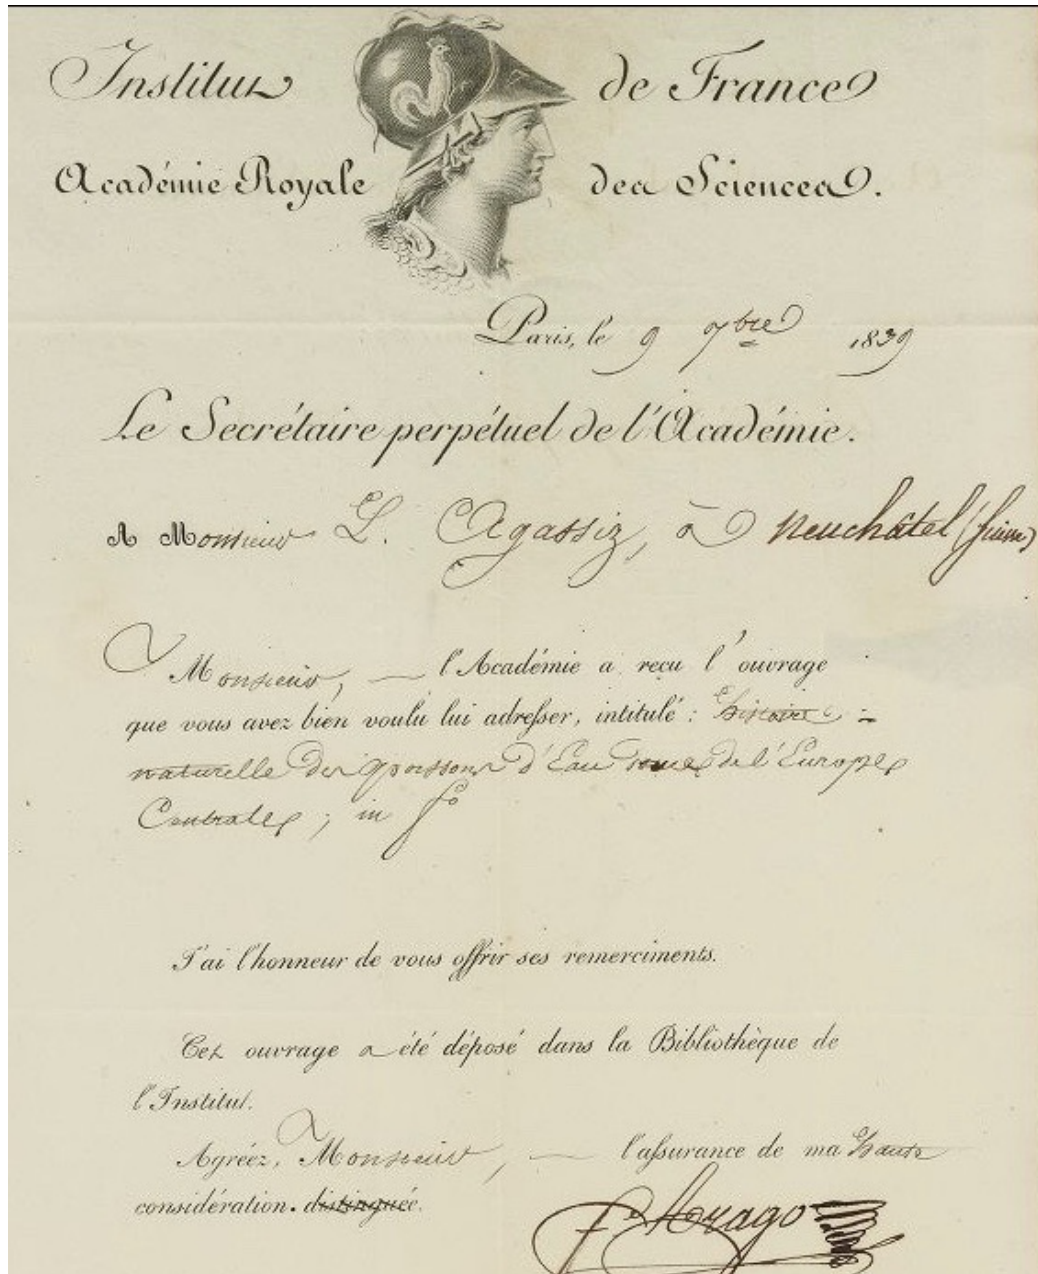 Institut de France
Académie Royale des Sciences.
Paris, le 9 7bre 1839
Le Secrétaire perpétuel de l'Académie.
A Monsieur L. Agassiz, à Neuchâtel (Suisse)
Monsieur, — l'Académie a reçu l'ouvrage
que vous avez bien voulu lui adresser, intitulé : histoire
naturelle des poissons d'Eau douce de l'Europe
Centrale ; in fo
J'ai l'honneur de vous offrir ses remercîments.
Cet ouvrage a été déposé dans la Bibliothèque de
l'Institut.
Agréez, Monsieur, — l'assurance de ma haute
considération. distinguée.
F. Arago